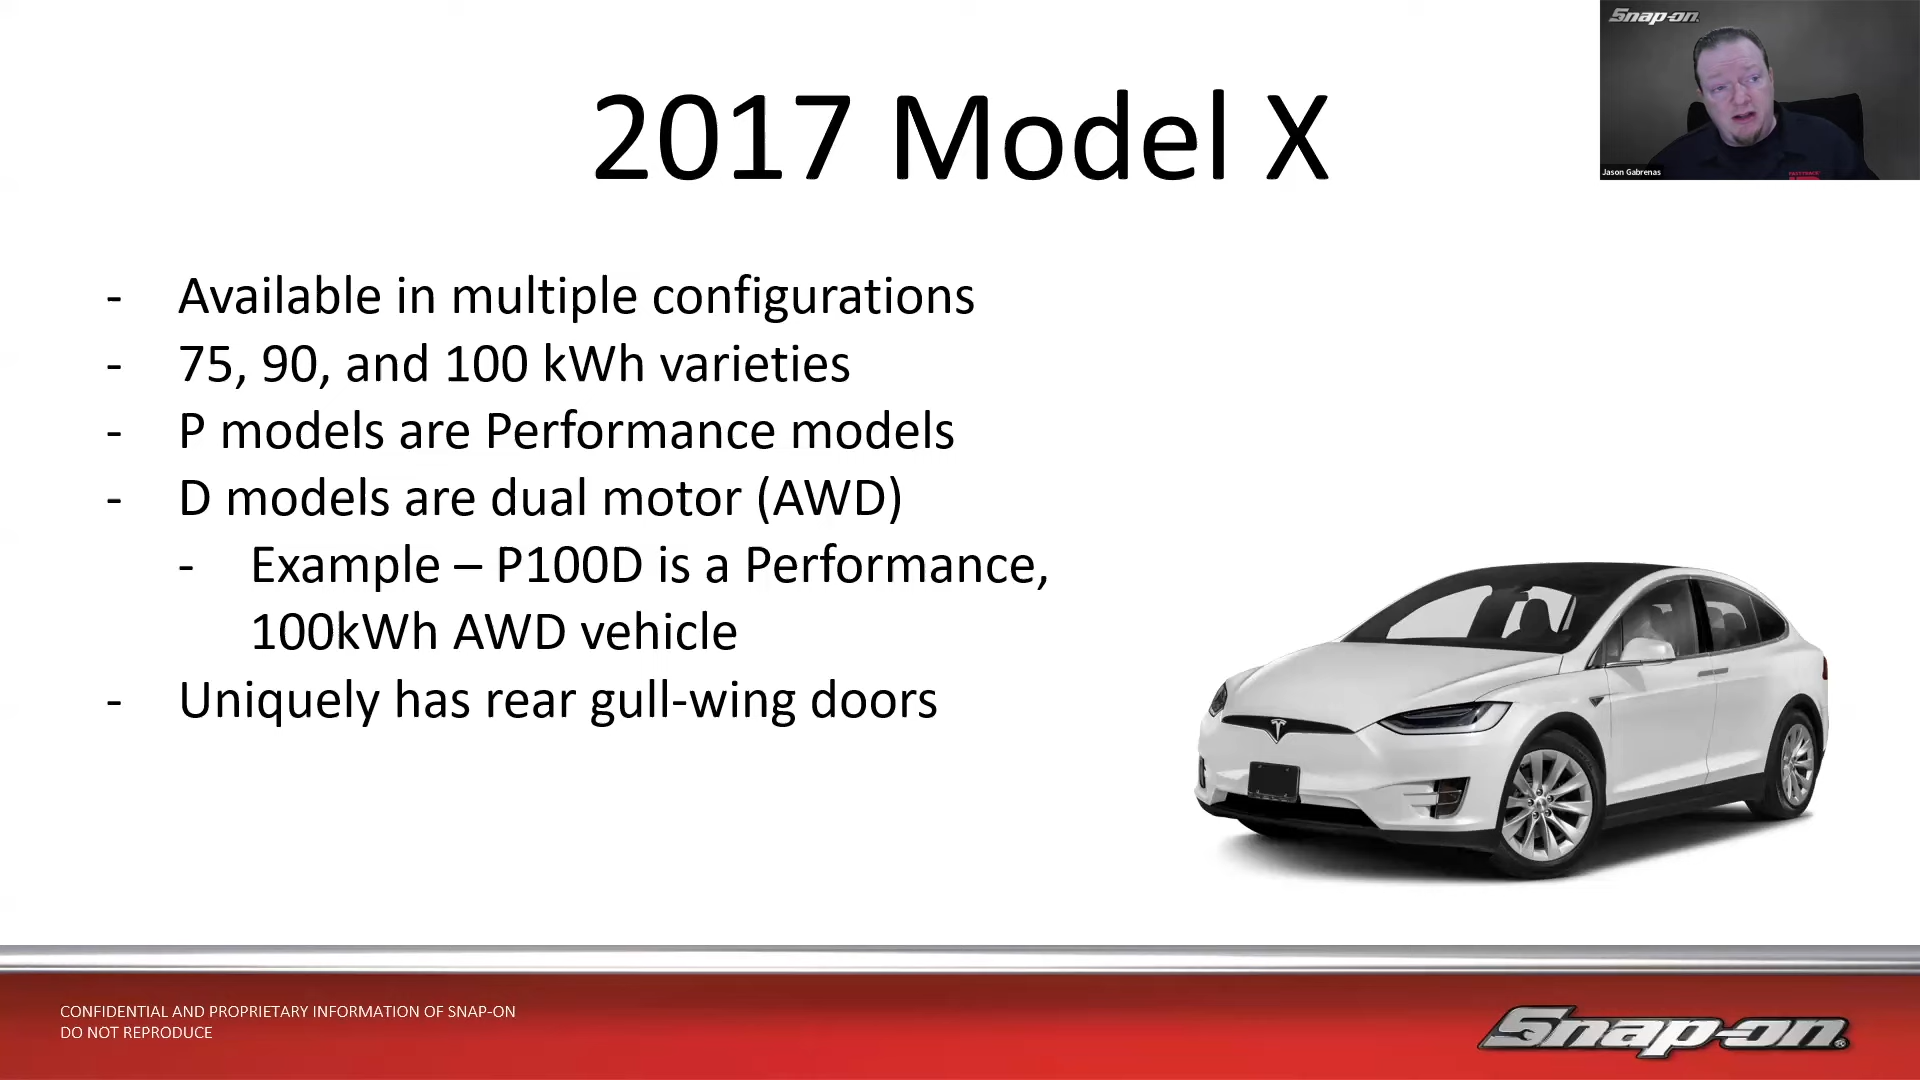 2017 Model X
Snap-on
Jason Gabrenas
- Available in multiple configurations
- 75, 90, and 100 kWh varieties
- P models are Performance models
- D models are dual motor (AWD)
- Example – P100D is a Performance,
100kWh AWD vehicle
- Uniquely has rear gull-wing doors
CONFIDENTIAL AND PROPRIETARY INFORMATION OF SNAP-ON
DO NOT REPRODUCE
Snap-on®